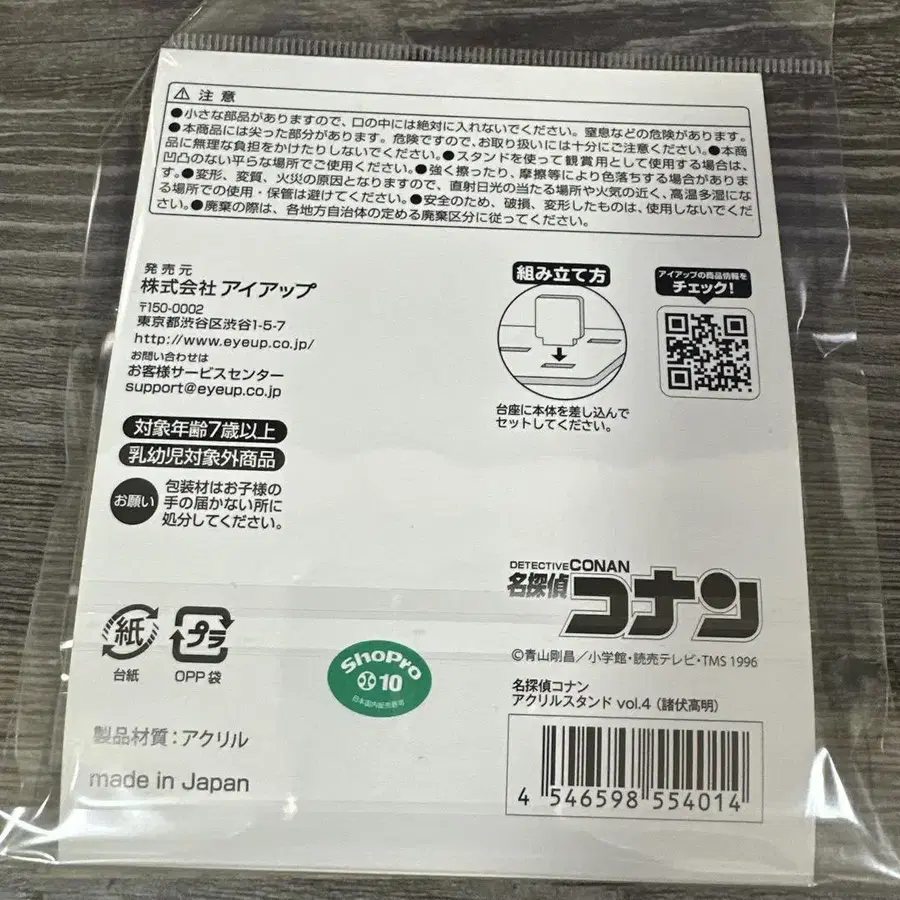 ⚠ 注意
●小さな部品がありますので、口の中には絶対に入れないでください。窒息などの危険があります。
●本商品には尖った部分があります。危険ですので、お取り扱いには十分にご注意ください。●本商
品に無理な負担をかけたりしないでください。●スタンドを使って観賞用として使用する場合は、
凹凸のない平らな場所でご使用ください。●強く擦ったり、摩擦等により色落ちする場合がありま
す。●変形、変質、火災の原因となりますので、直射日光の当たる場所や火気の近く、高温多湿にな
る場所での使用・保管は避けてください。●安全のため、破損、変形したものは、使用しないでくだ
さい。●廃棄の際は、各地方自治体の定める廃棄区分に従ってください。
発売元
株式会社 アイアップ
〒150-0002
東京都渋谷区渋谷1-5-7
http://www.eyeup.co.jp/
お問い合わせは
お客様サービスセンター
support@eyeup.co.jp
組み立て方
台座に本体を差し込んで
セットしてください。
アイアップの商品情報を
チェック!
対象年齢7歳以上
乳幼児対象外商品
お願い
包装材はお子様の
手の届かない所に
処分してください。
紙
台紙
プラ
OPP袋
ShoPro
10
日本国内販売許可
DETECTIVE CONAN
名探偵コナン
©青山剛昌/小学館・読売テレビ・TMS 1996
名探偵コナン
アクリルスタンド vol.4(諸伏高明)
4 546598 554014
製品材質:アクリル
made in Japan